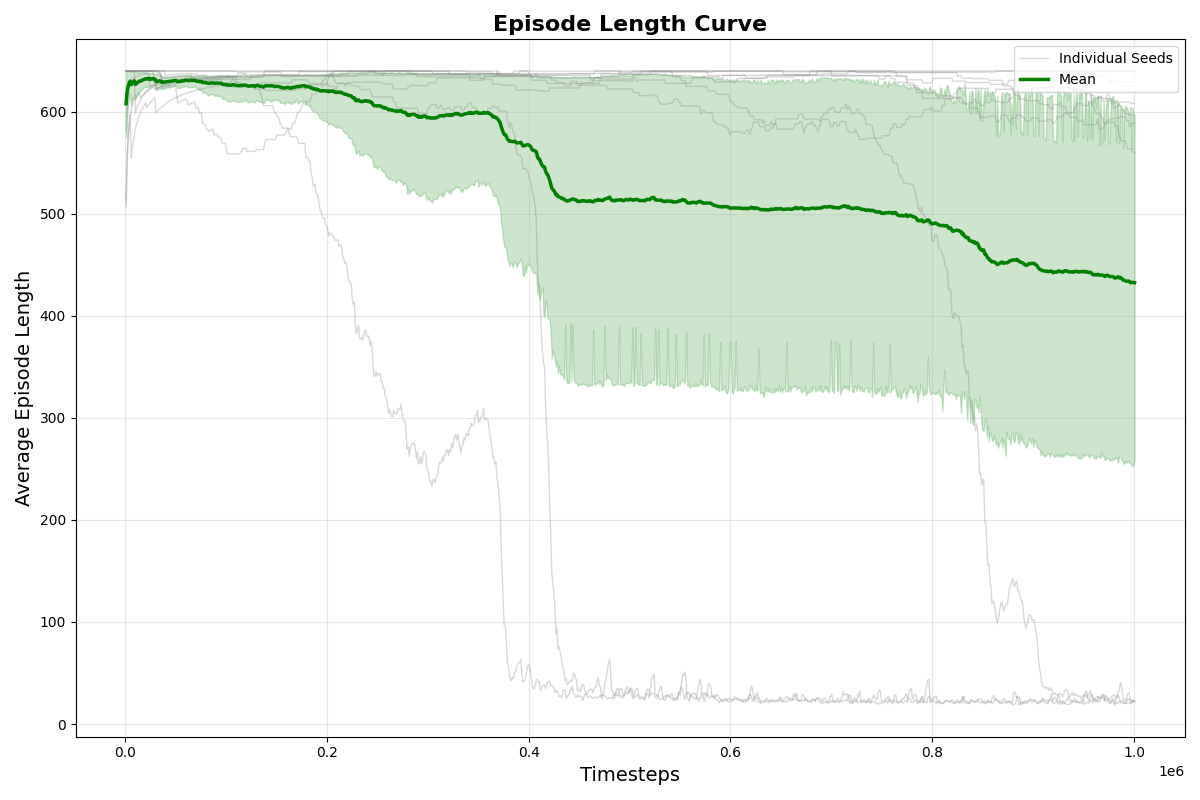 Episode Length Curve
Individual Seeds
Mean
Average Episode Length
600
500
400
300
200
100
0
0.0 0.2 0.4 0.6 0.8 1.0
1e6
Timesteps